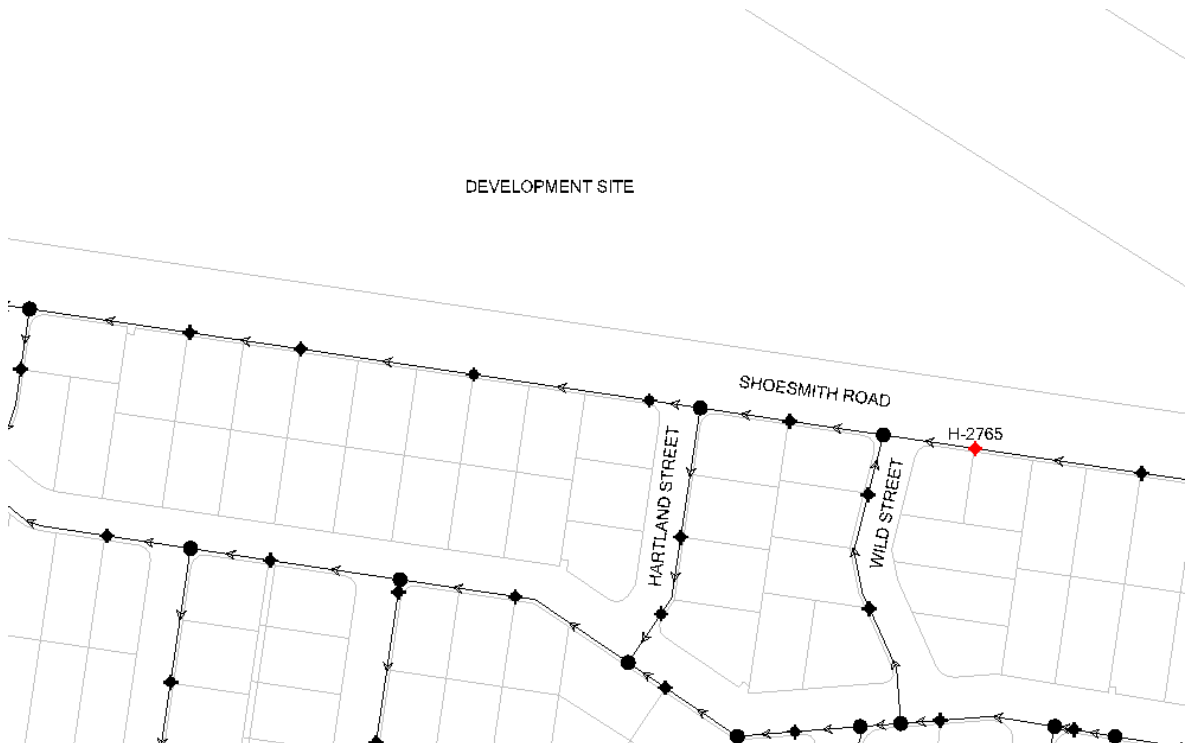 DEVELOPMENT SITE
SHOESMITH ROAD
H-2765
HARTLAND STREET
WILD STREET